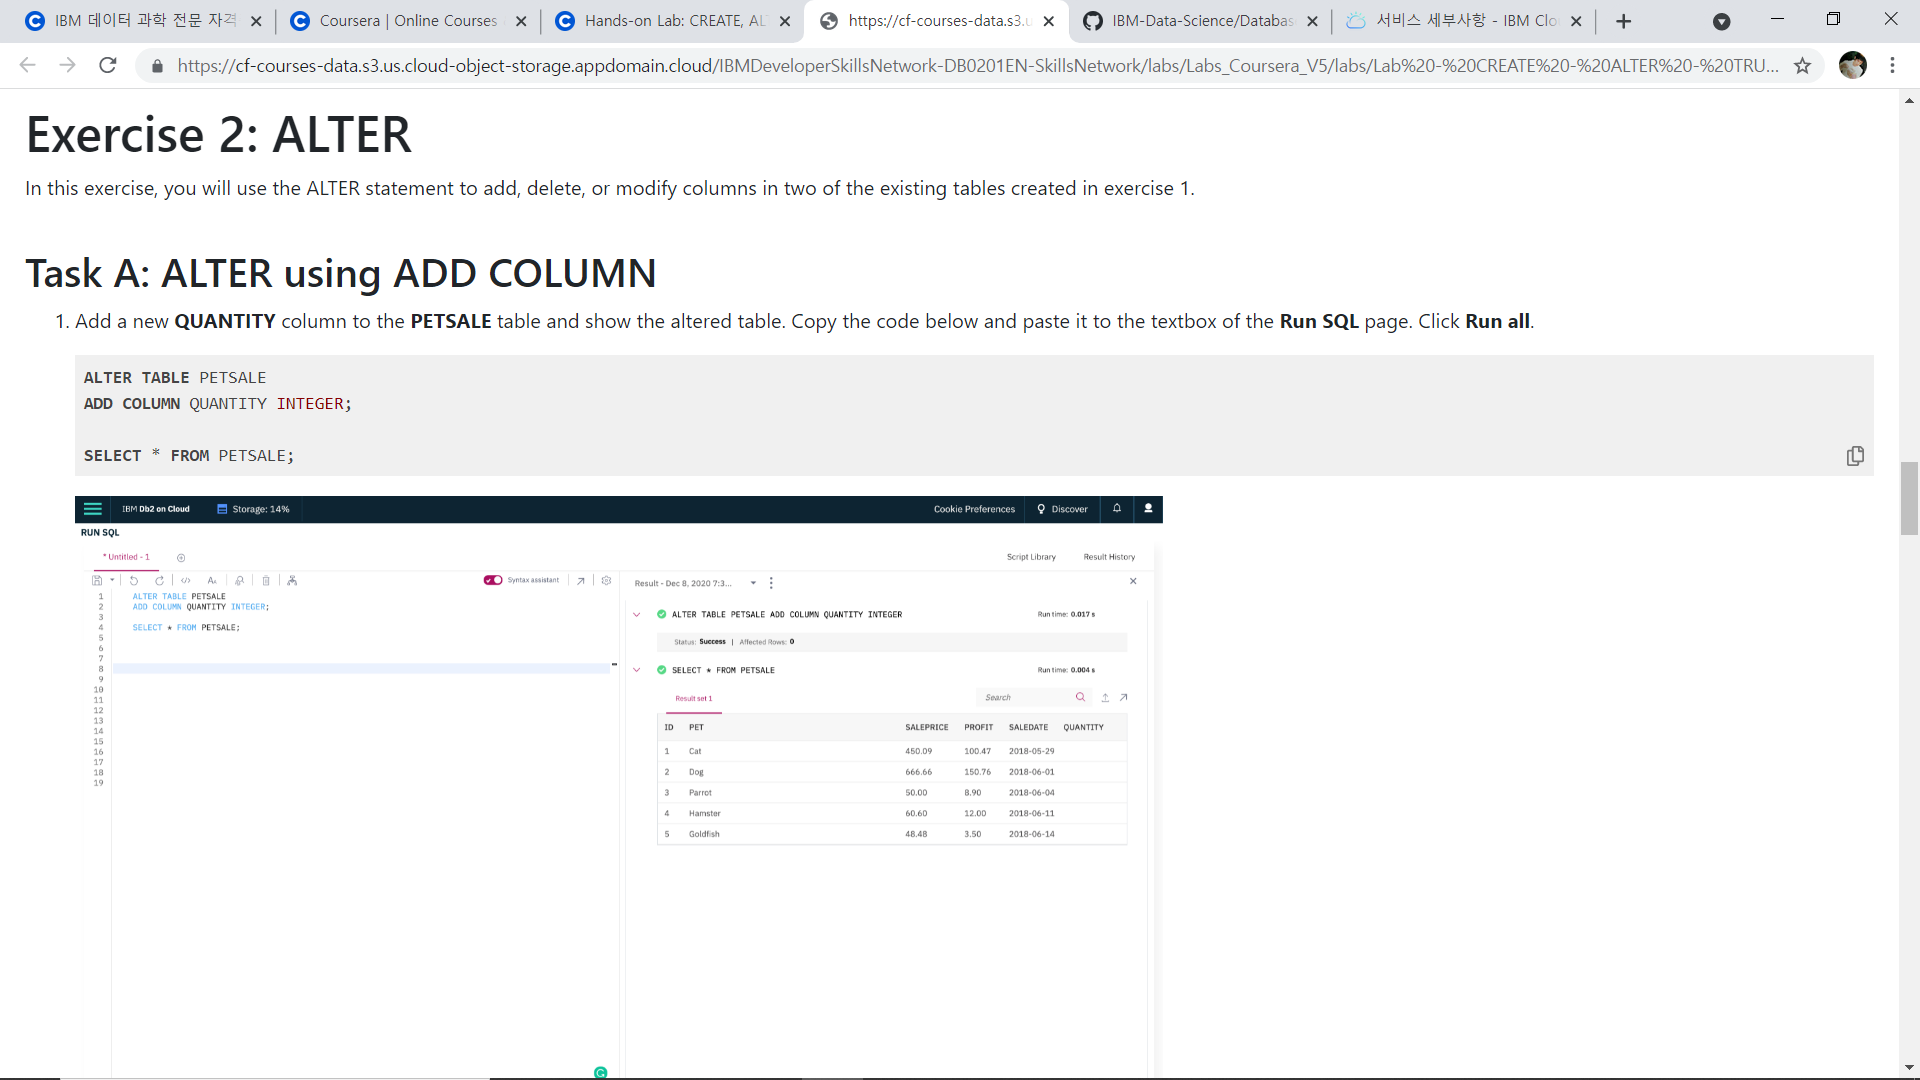 IBM 데이터 과학 전문 자격
Coursera | Online Courses
Hands-on Lab: CREATE, AL
https://cf-courses-data.s3.u
IBM-Data-Science/Databas
서비스 세부사항 - IBM Clo
https://cf-courses-data.s3.us.cloud-object-storage.appdomain.cloud/IBMDeveloperSkillsNetwork-DB0201EN-SkillsNetwork/labs/Labs_Coursera_V5/labs/Lab%20-%20CREATE%20-%20ALTER%20-%20TRU...
Exercise 2: ALTER
In this exercise, you will use the ALTER statement to add, delete, or modify columns in two of the existing tables created in exercise 1.
Task A: ALTER using ADD COLUMN
1. Add a new QUANTITY column to the PETSALE table and show the altered table. Copy the code below and paste it to the textbox of the Run SQL page. Click Run all.
ALTER TABLE PETSALE
ADD COLUMN QUANTITY INTEGER;
SELECT * FROM PETSALE;
IBM Db2 on Cloud Storage: 14% Cookie Preferences Discover
RUN SQL
* Untitled - 1 Script Library Result History
Syntax assistant Result - Dec 8, 2020 7:3...
1 ALTER TABLE PETSALE
2 ADD COLUMN QUANTITY INTEGER;
3
4 SELECT * FROM PETSALE;
5
6
7
8
9
10
11
12
13
14
15
16
17
18
19
ALTER TABLE PETSALE ADD COLUMN QUANTITY INTEGER Run time: 0.017 s
Status: Success | Affected Rows: 0
SELECT * FROM PETSALE Run time: 0.004 s
Result set 1 Search
ID PET SALEPRICE PROFIT SALEDATE QUANTITY
1 Cat 450.09 100.47 2018-05-29
2 Dog 666.66 150.76 2018-06-01
3 Parrot 50.00 8.90 2018-06-04
4 Hamster 60.60 12.00 2018-06-11
5 Goldfish 48.48 3.50 2018-06-14